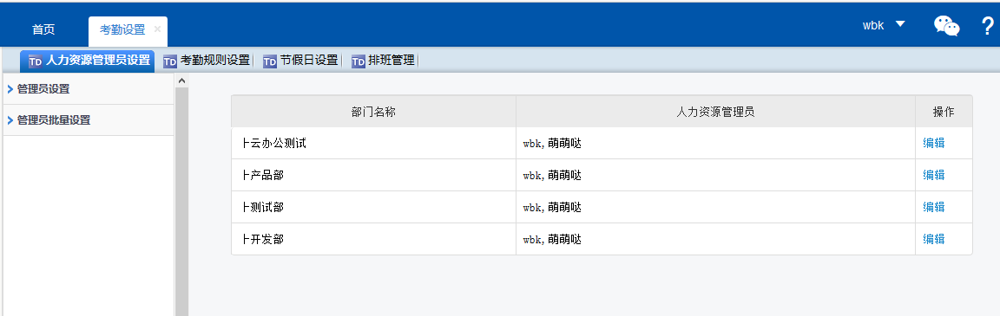 首页
考勤设置 ×
wbk
?
TD 人力资源管理员设置
TD 考勤规则设置
TD 节假日设置
TD 排班管理
管理员设置
管理员批量设置
部门名称 人力资源管理员 操作
├云办公测试 wbk,萌萌哒 编辑
├产品部 wbk,萌萌哒 编辑
├测试部 wbk,萌萌哒 编辑
├开发部 wbk,萌萌哒 编辑